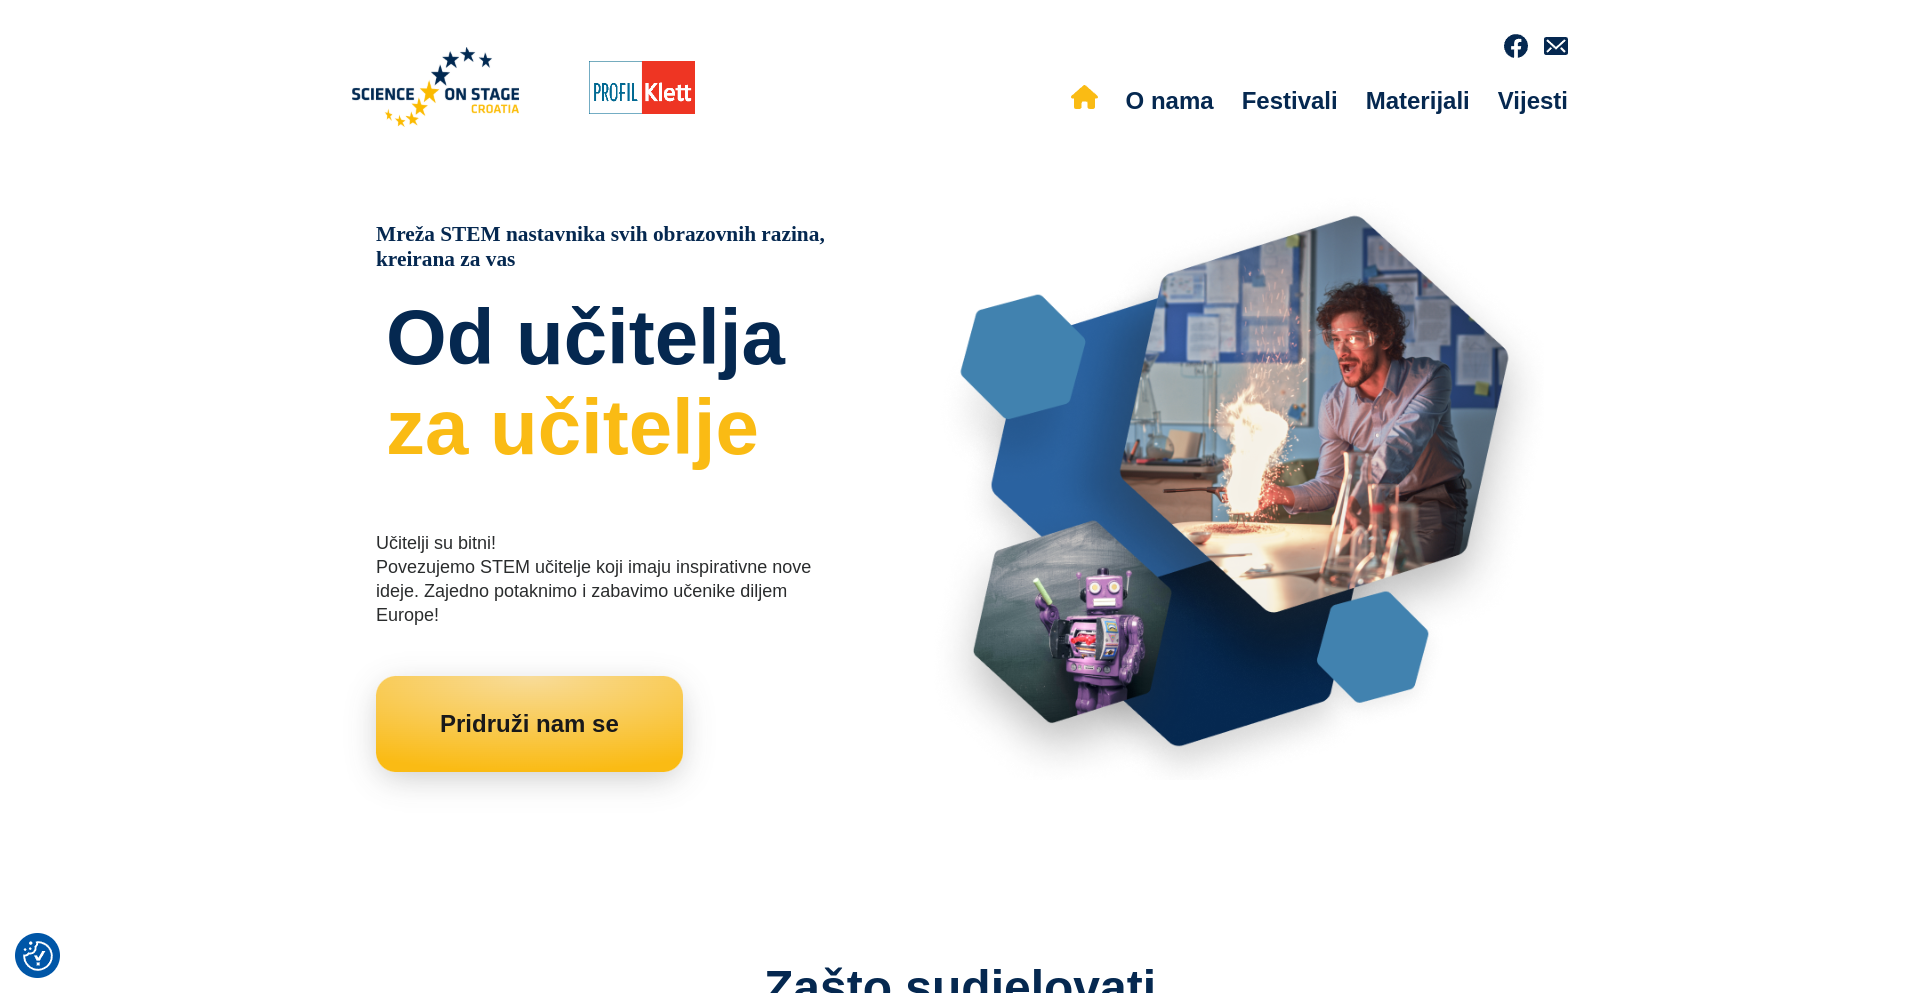 SCIENCE ON STAGE
CROATIA
PROFIL Klett
O nama Festivali Materijali Vijesti
Mreža STEM nastavnika svih obrazovnih razina,
kreirana za vas
Od učitelja
za učitelje
Učitelji su bitni!
Povezujemo STEM učitelje koji imaju inspirativne nove
ideje. Zajedno potaknimo i zabavimo učenike diljem
Europe!
Pridruži nam se
Zašto sudjelovati